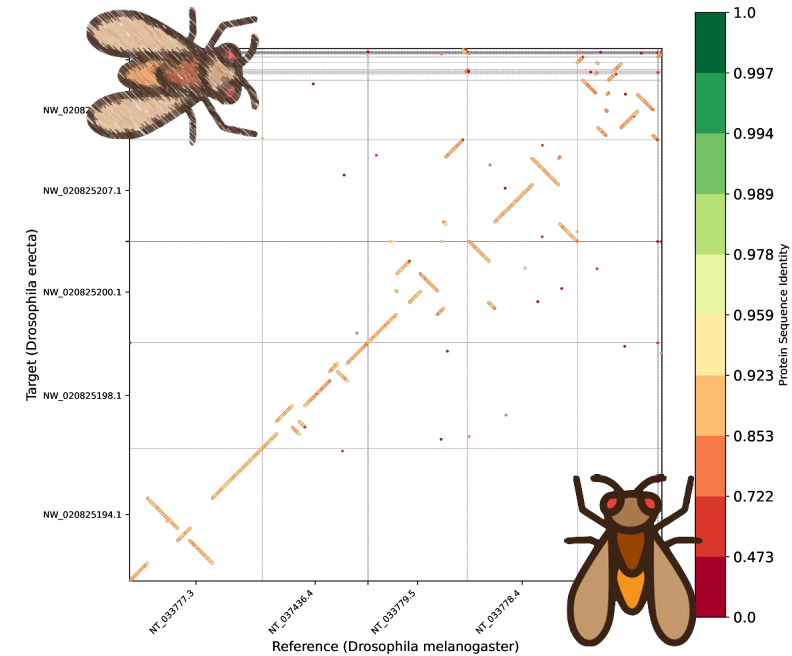 1.0
0.997
0.994
0.989
0.978
0.959
0.923
0.853
0.722
0.473
0.0
Protein Sequence Identity
Target (Drosophila erecta)
NW_02082
NW_020825207.1
NW_020825200.1
NW_020825198.1
NW_020825194.1
NT_033777.3
NT_037436.4
NT_033779.5
NT_033778.4
Reference (Drosophila melanogaster)